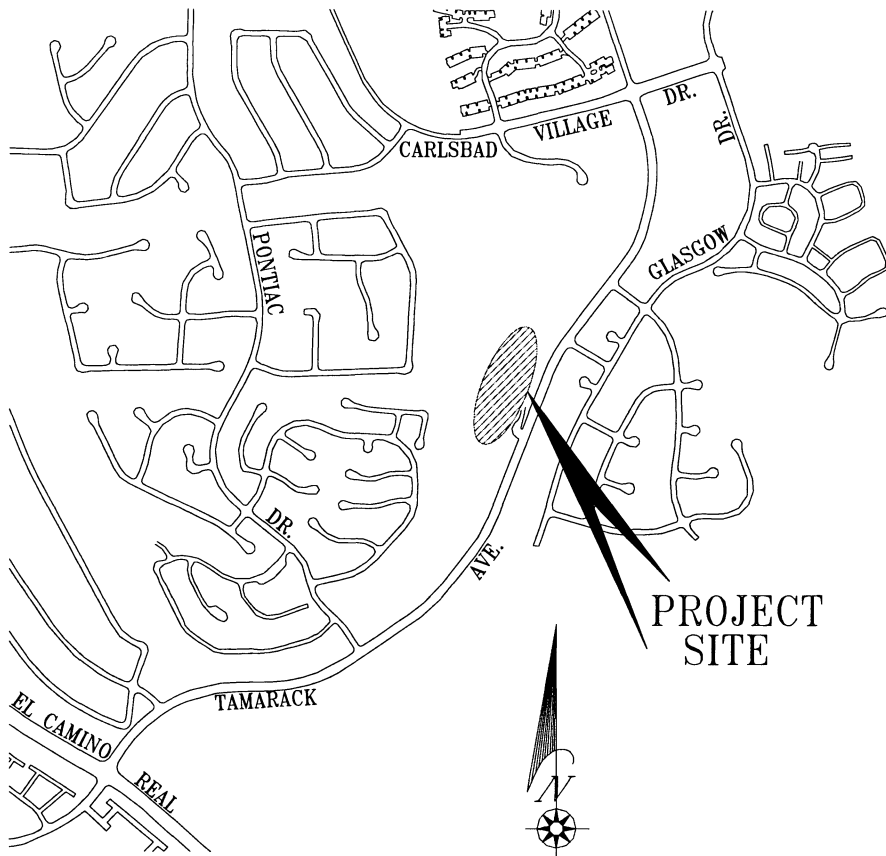 CARLSBAD VILLAGE DR.
GLASGOW DR.
PONTIAC DR.
TAMARACK AVE.
EL CAMINO REAL
PROJECT
SITE
N